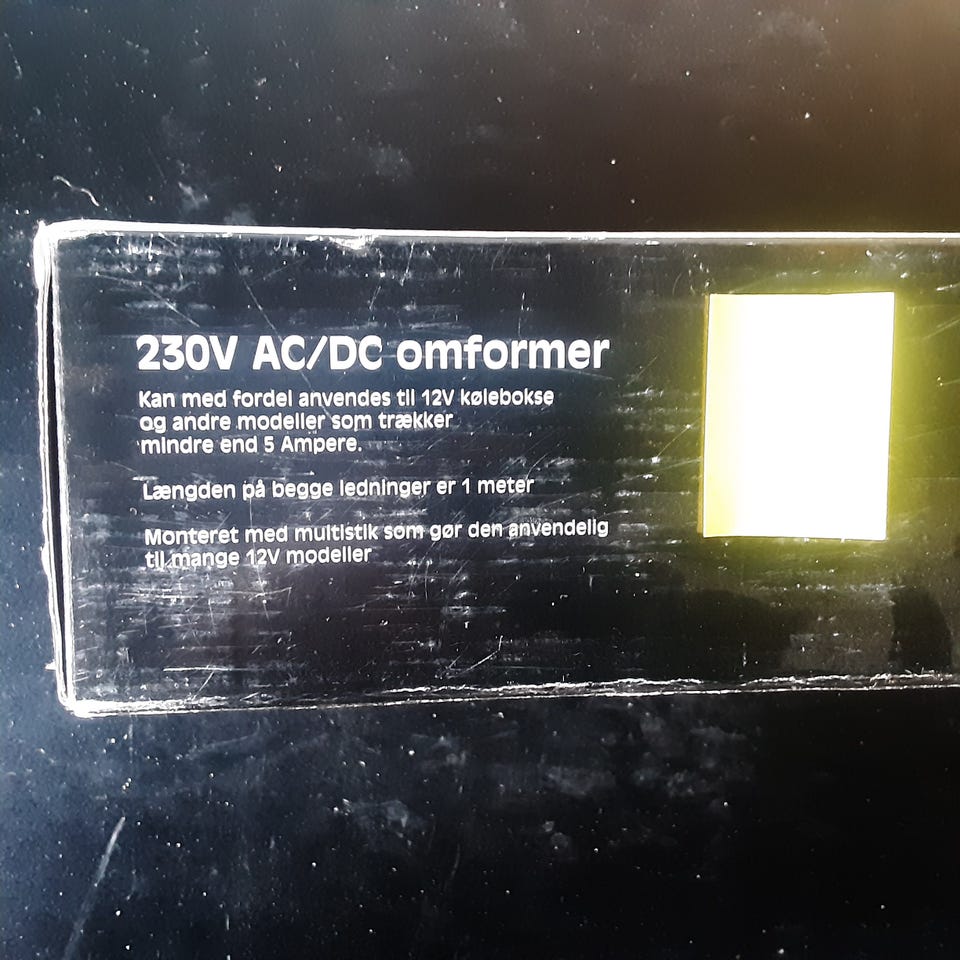 230V AC/DC omformer
Kan med fordel anvendes til 12V kølebokse
og andre modeller som trækker
mindre end 5 Ampere.
Længden på begge ledninger er 1 meter
Monteret med multistik som gør den anvendelig
til mange 12V modeller